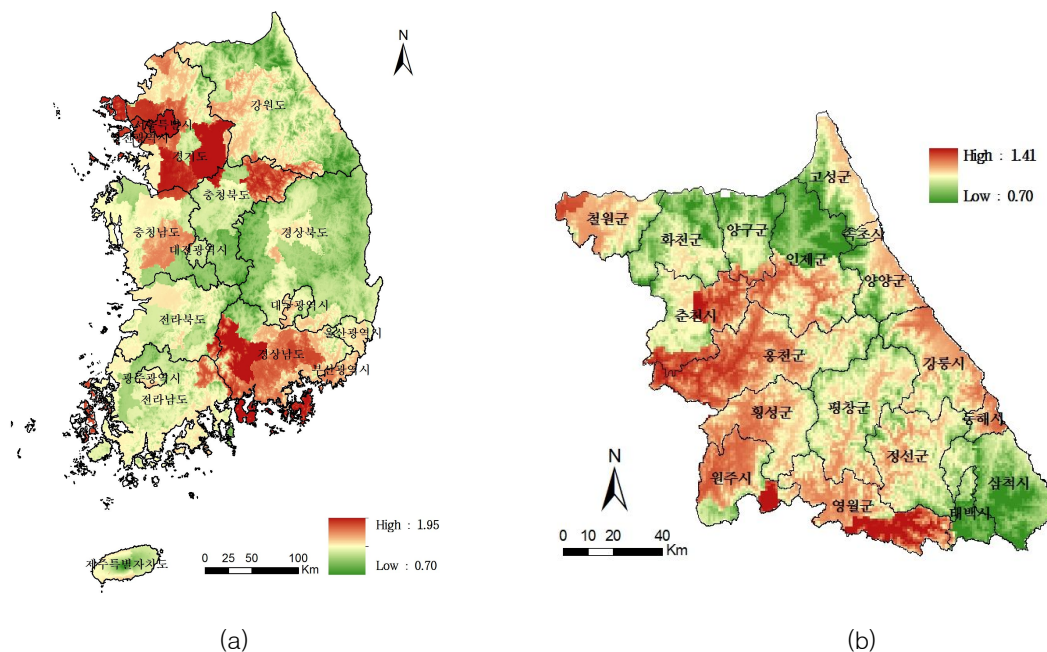 N
강원도
경기도
충청북도
충청남도
대전광역시
경상북도
대구광역시
전라북도
울산광역시
경상남도
부산광역시
광주광역시
전라남도
제주특별자치도
0 25 50 100
Km
High : 1.95
Low : 0.70
(a)
고성군
철원군
화천군
양구군
속초시
인제군
양양군
춘천시
홍천군
강릉시
횡성군
평창군
동해시
정선군
원주시
삼척시
영월군
태백시
N
0 10 20 40
Km
High : 1.41
Low : 0.70
(b)